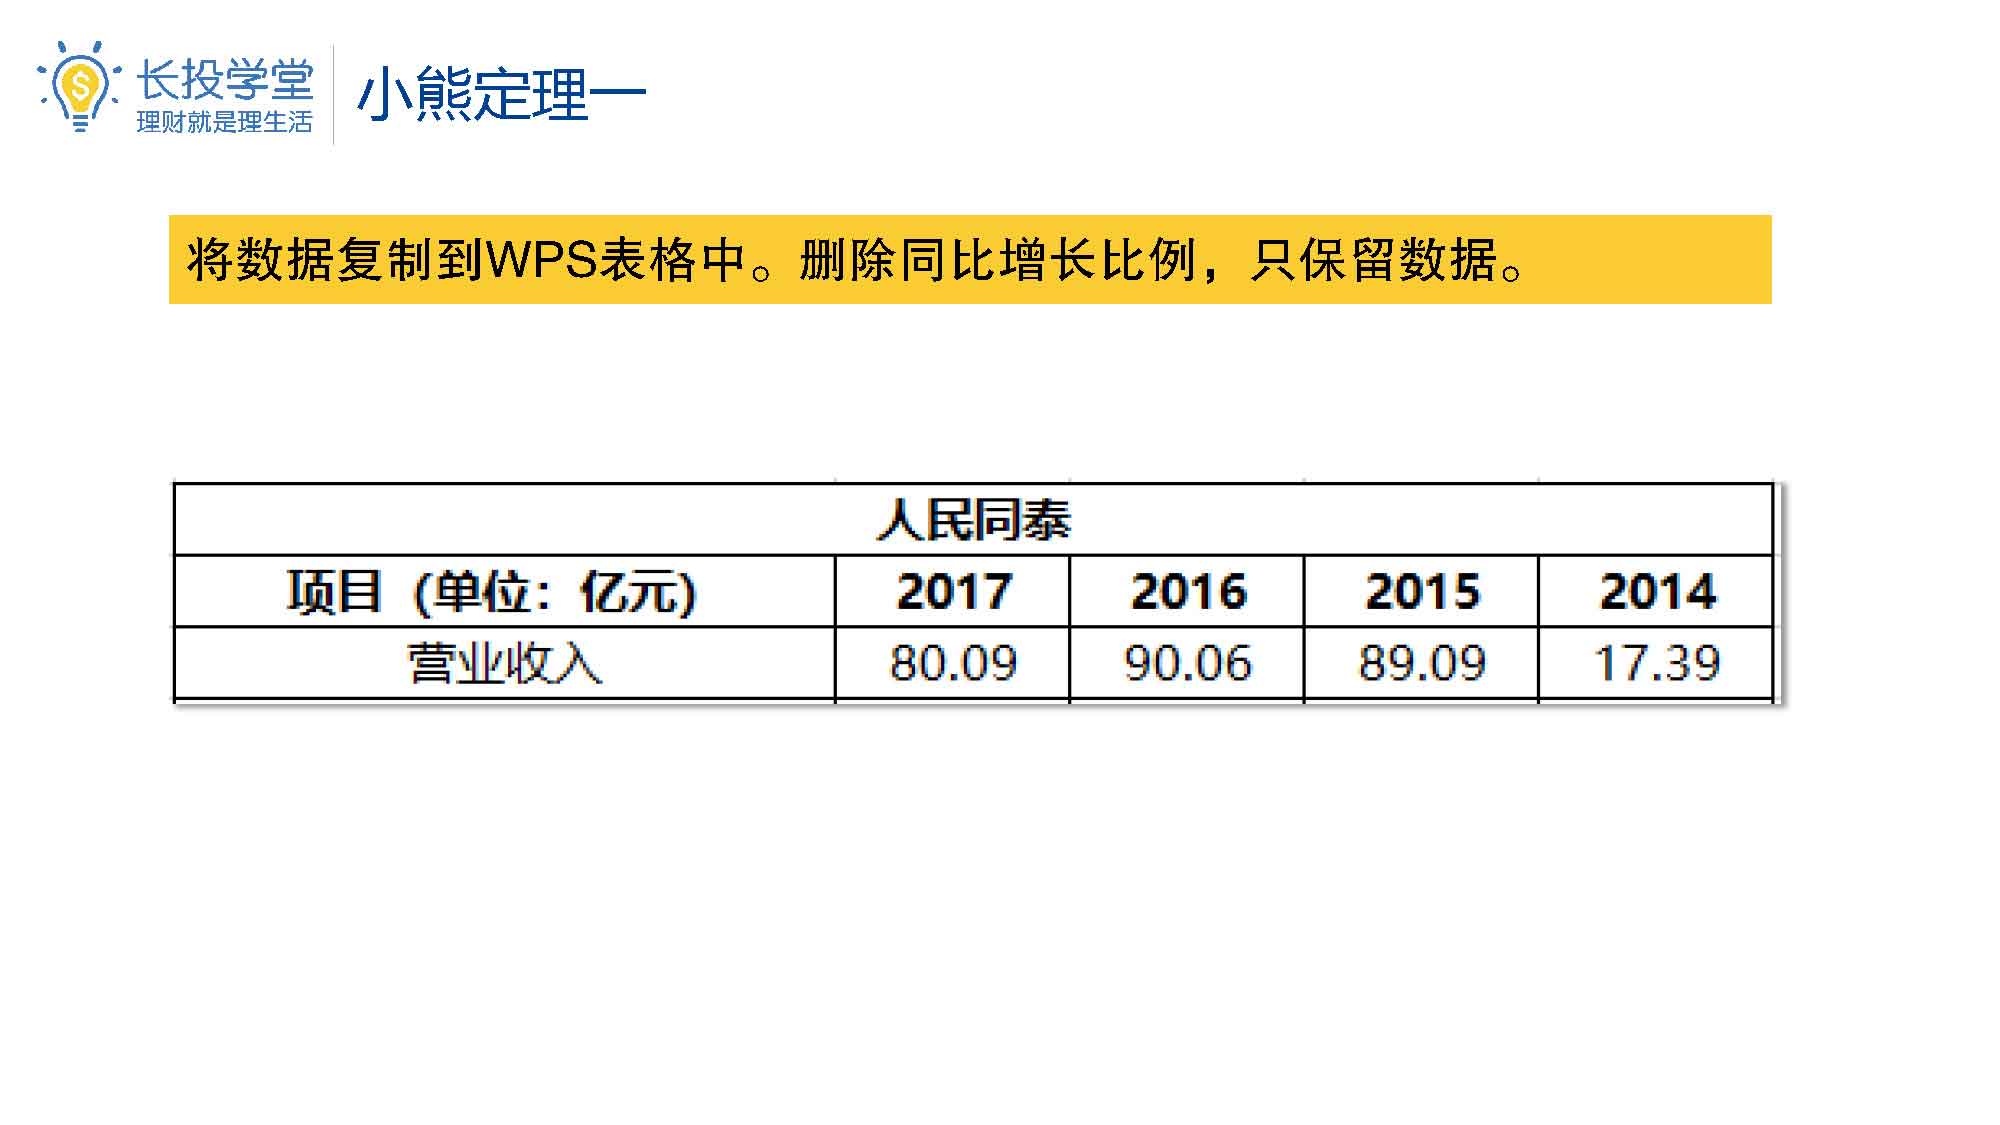 长投学堂
理财就是理生活
小熊定理一
将数据复制到WPS表格中。删除同比增长比例，只保留数据。
人民同泰
项目（单位：亿元) 2017 2016 2015 2014
营业收入 80.09 90.06 89.09 17.39